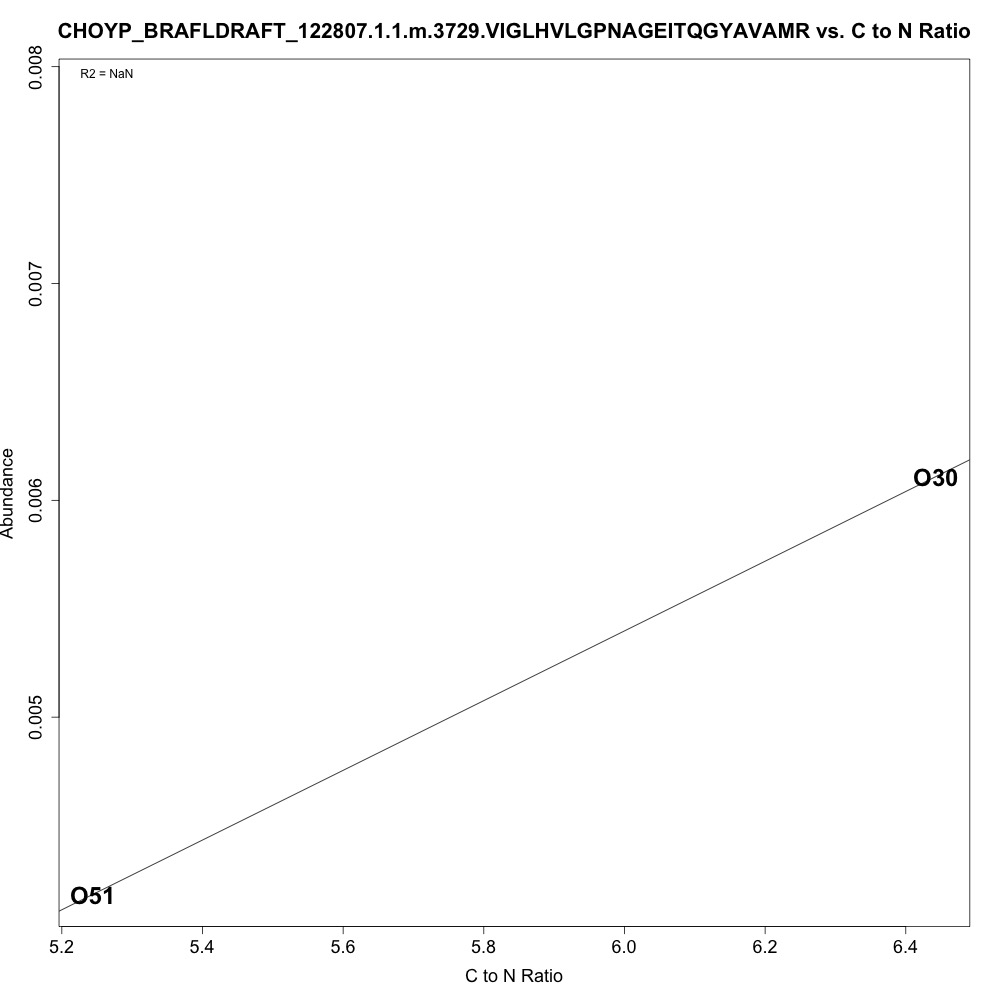 CHOYP_BRAFLDRAFT_122807.1.1.m.3729.VIGLHVLGPNAGEITQGYAVAMR vs. C to N Ratio
R2 = NaN
0.008
0.007
0.006
0.005
Abundance
O30
O51
5.2 5.4 5.6 5.8 6.0 6.2 6.4
C to N Ratio